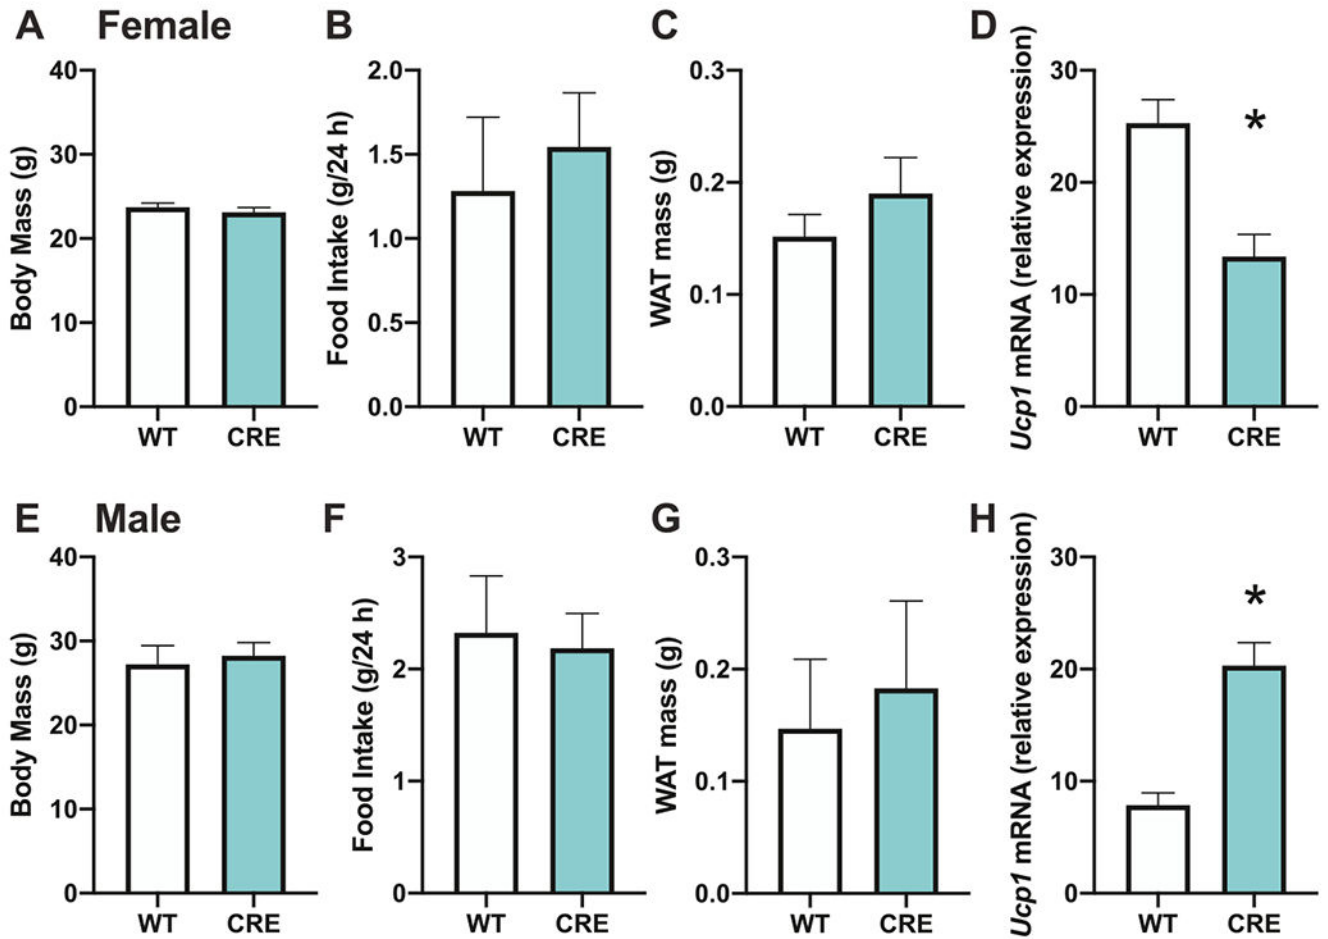 A Female
Body Mass (g)
40
30
20
10
0
WT CRE
B
Food Intake (g/24 h)
2.0
1.5
1.0
0.5
0.0
WT CRE
C
WAT mass (g)
0.3
0.2
0.1
0.0
WT CRE
D
Ucp1 mRNA (relative expression)
30
20
10
0
*
WT CRE
E Male
Body Mass (g)
40
30
20
10
0
WT CRE
F
Food Intake (g/24 h)
3
2
1
0
WT CRE
G
WAT mass (g)
0.3
0.2
0.1
0.0
WT CRE
H
Ucp1 mRNA (relative expression)
30
20
10
0
*
WT CRE